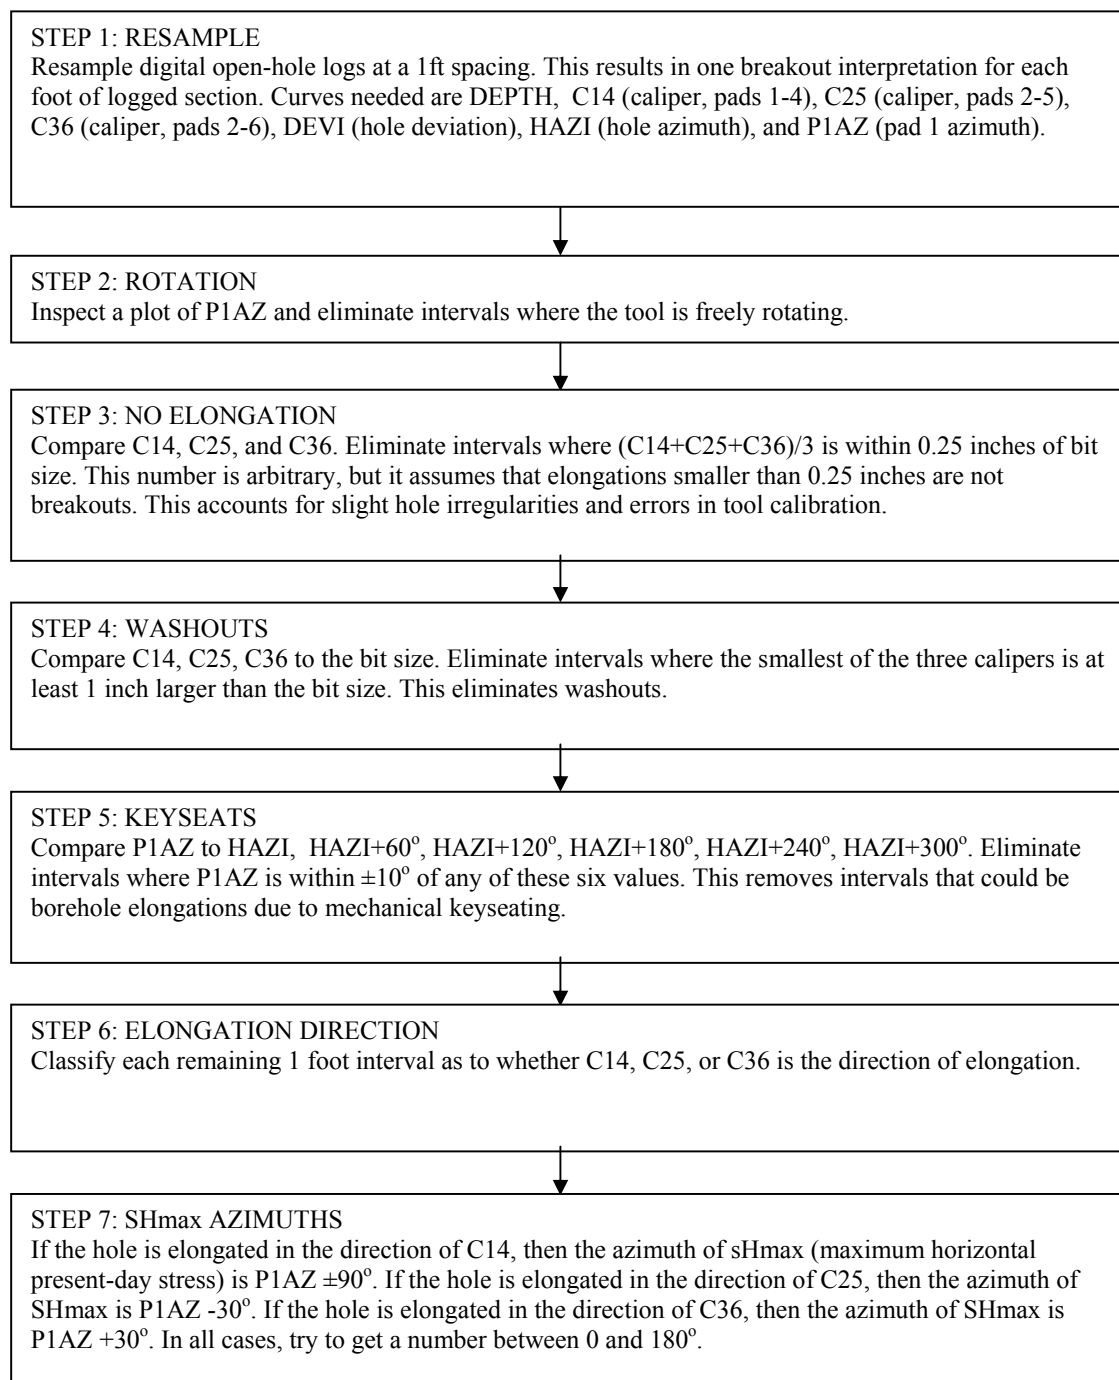 STEP 1: RESAMPLE
Resample digital open-hole logs at a 1ft spacing. This results in one breakout interpretation for each
foot of logged section. Curves needed are DEPTH,  C14 (caliper, pads 1-4), C25 (caliper, pads 2-5),
C36 (caliper, pads 2-6), DEVI (hole deviation), HAZI (hole azimuth), and P1AZ (pad 1 azimuth).
STEP 2: ROTATION
Inspect a plot of P1AZ and eliminate intervals where the tool is freely rotating.
STEP 3: NO ELONGATION
Compare C14, C25, and C36. Eliminate intervals where (C14+C25+C36)/3 is within 0.25 inches of bit
size. This number is arbitrary, but it assumes that elongations smaller than 0.25 inches are not
breakouts. This accounts for slight hole irregularities and errors in tool calibration.
STEP 4: WASHOUTS
Compare C14, C25, C36 to the bit size. Eliminate intervals where the smallest of the three calipers is at
least 1 inch larger than the bit size. This eliminates washouts.
STEP 5: KEYSEATS
Compare P1AZ to HAZI,  HAZI+60°, HAZI+120°, HAZI+180°, HAZI+240°, HAZI+300°. Eliminate
intervals where P1AZ is within ±10° of any of these six values. This removes intervals that could be
borehole elongations due to mechanical keyseating.
STEP 6: ELONGATION DIRECTION
Classify each remaining 1 foot interval as to whether C14, C25, or C36 is the direction of elongation.
STEP 7: SHmax AZIMUTHS
If the hole is elongated in the direction of C14, then the azimuth of sHmax (maximum horizontal
present-day stress) is P1AZ ±90°. If the hole is elongated in the direction of C25, then the azimuth of
SHmax is P1AZ -30°. If the hole is elongated in the direction of C36, then the azimuth of SHmax is
P1AZ +30°. In all cases, try to get a number between 0 and 180°.